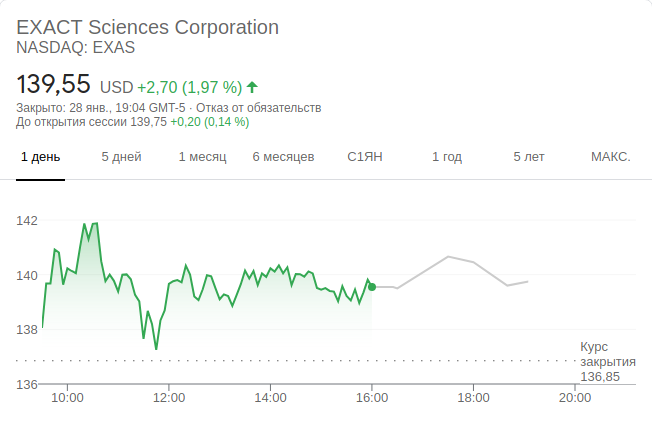 EXACT Sciences Corporation
NASDAQ: EXAS
139,55 USD +2,70 (1,97 %)
Закрыто: 28 янв., 19:04 GMT-5 · Отказ от обязательств
До открытия сессии 139,75 +0,20 (0,14 %)
1 день 5 дней 1 месяц 6 месяцев С1ЯН 1 год 5 лет МАКС.
142
140
138
Курс
закрытия
136,85
136
10:00 12:00 14:00 16:00 18:00 20:00